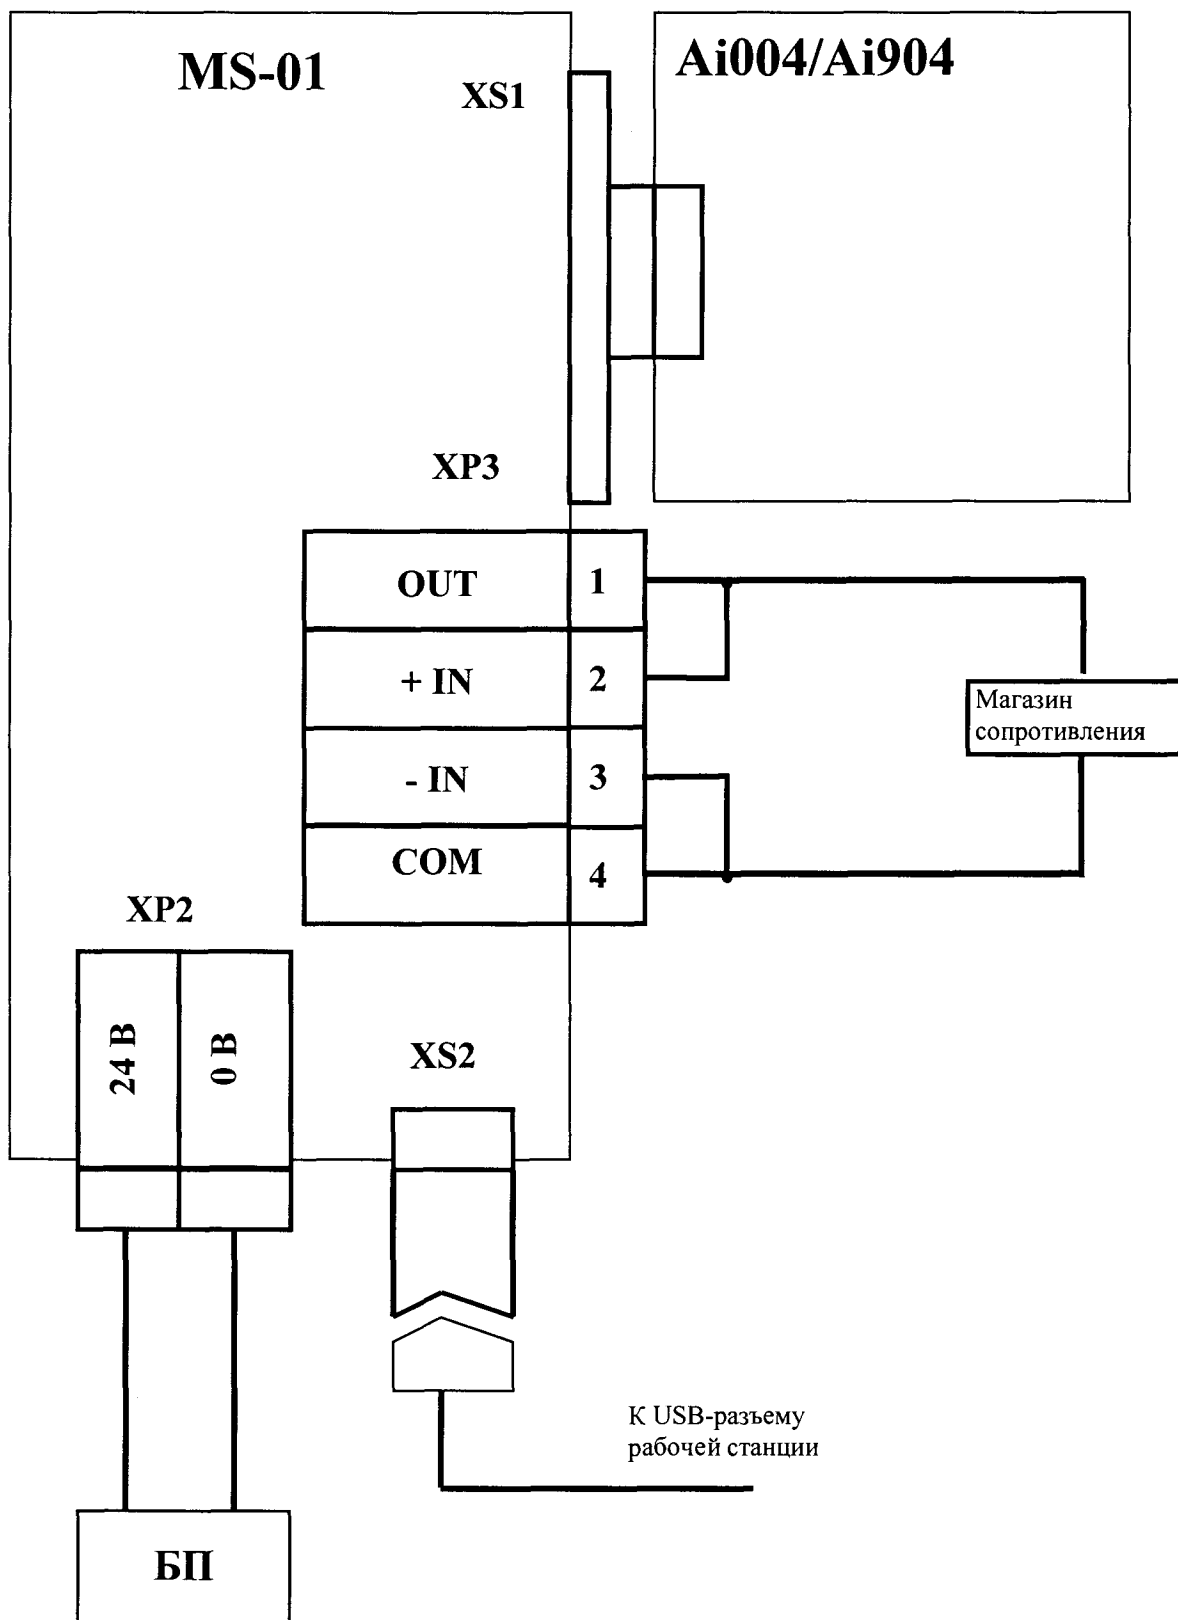 MS-01
Ai004/Ai904
XS1
XP3
OUT 1
+ IN 2
- IN 3
COM 4
Магазин
сопротивления
XP2
24 В
0 В
XS2
К USB-разъему
рабочей станции
БП